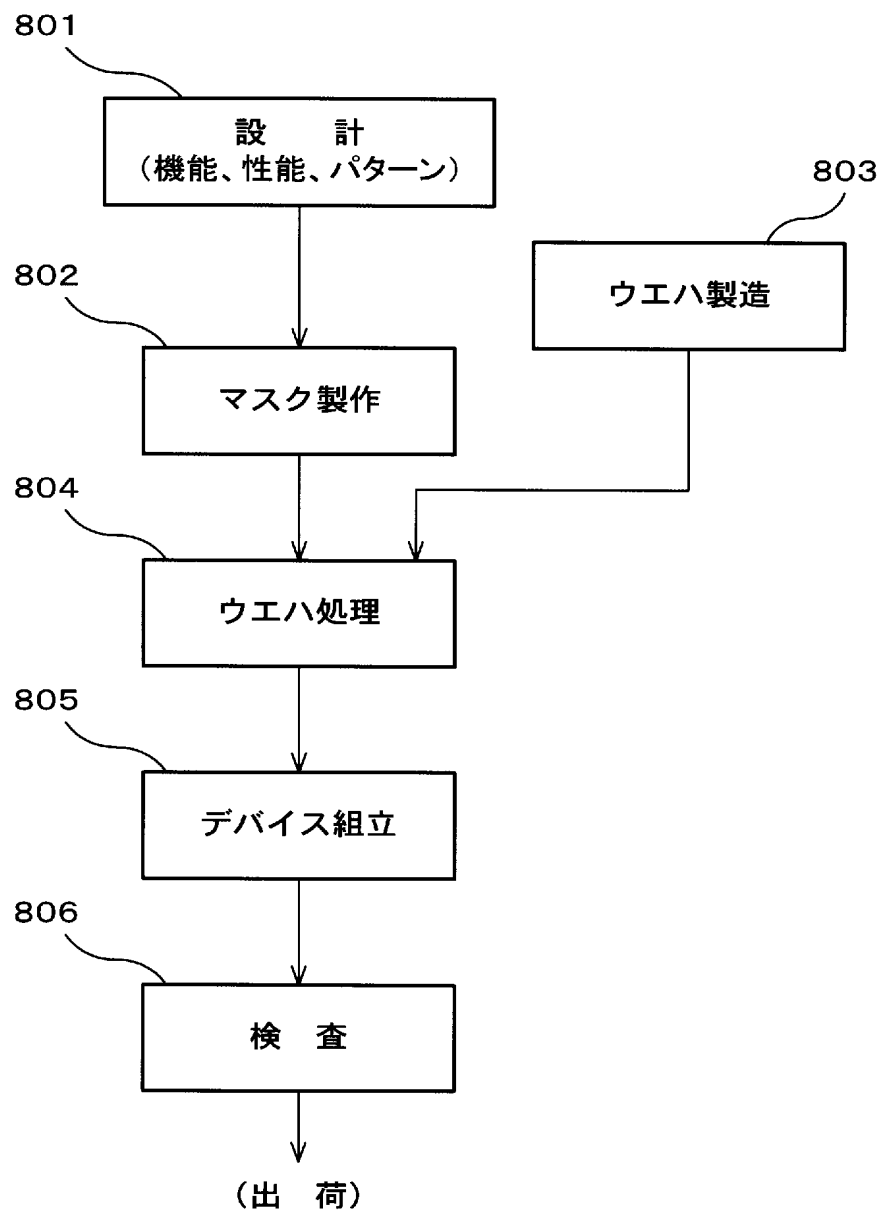 801
設 計
（機能、性能、パターン）
803
ウエハ製造
802
マスク製作
804
ウエハ処理
805
デバイス組立
806
検 査
（出 荷）